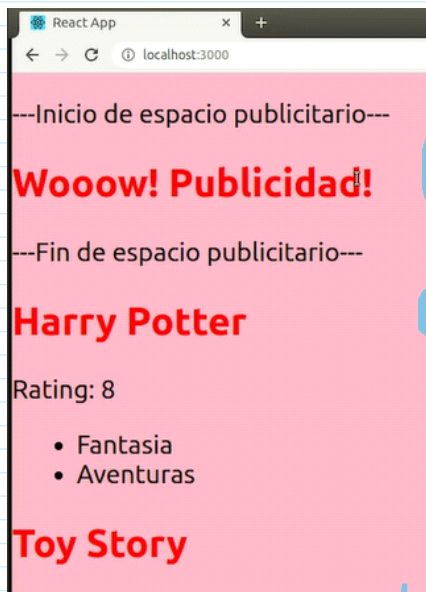 React App
localhost:3000
---Inicio de espacio publicitario---
Wooow! Publicidad!
---Fin de espacio publicitario---
Harry Potter
Rating: 8
Fantasia
Aventuras
Toy Story